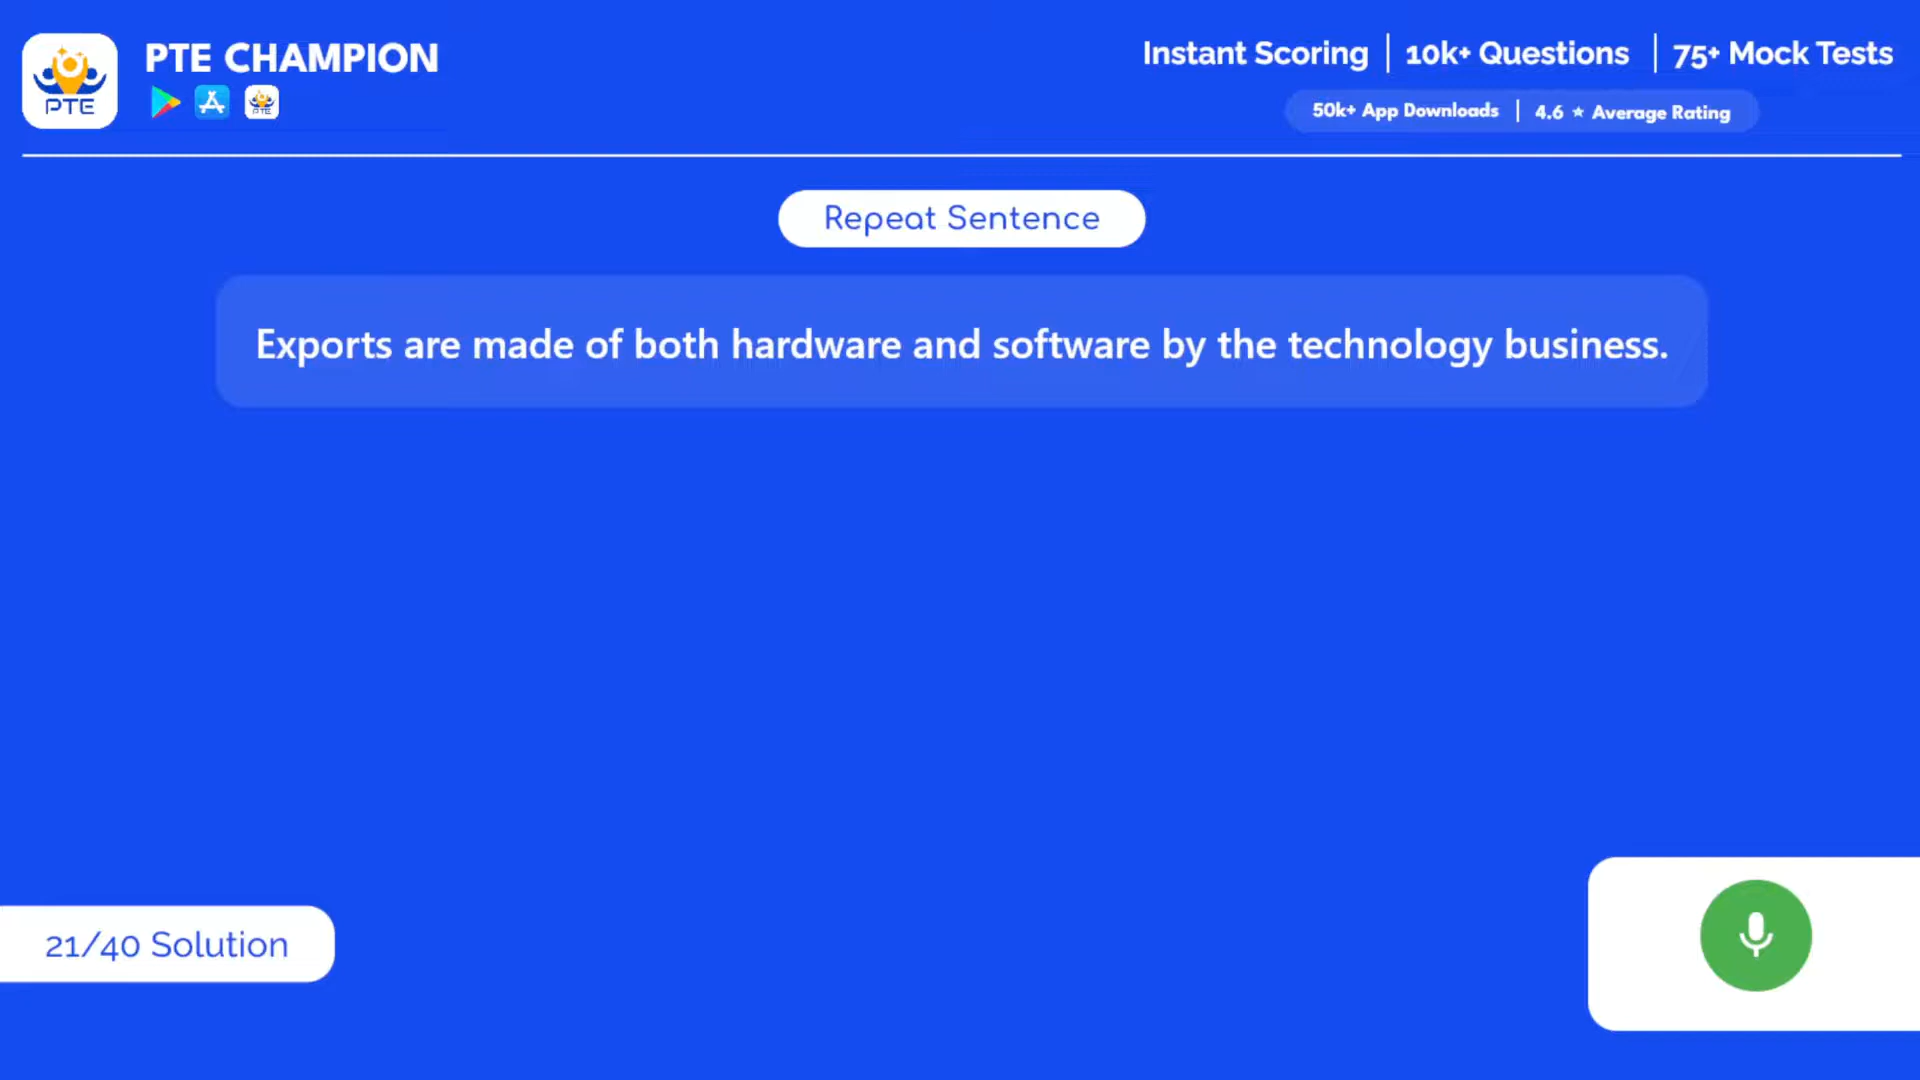 PTE CHAMPION
PTE
PTE
Instant Scoring | 10k+ Questions | 75+ Mock Tests
50k+ App Downloads | 4.6 ★ Average Rating
Repeat Sentence
Exports are made of both hardware and software by the technology business.
21/40 Solution